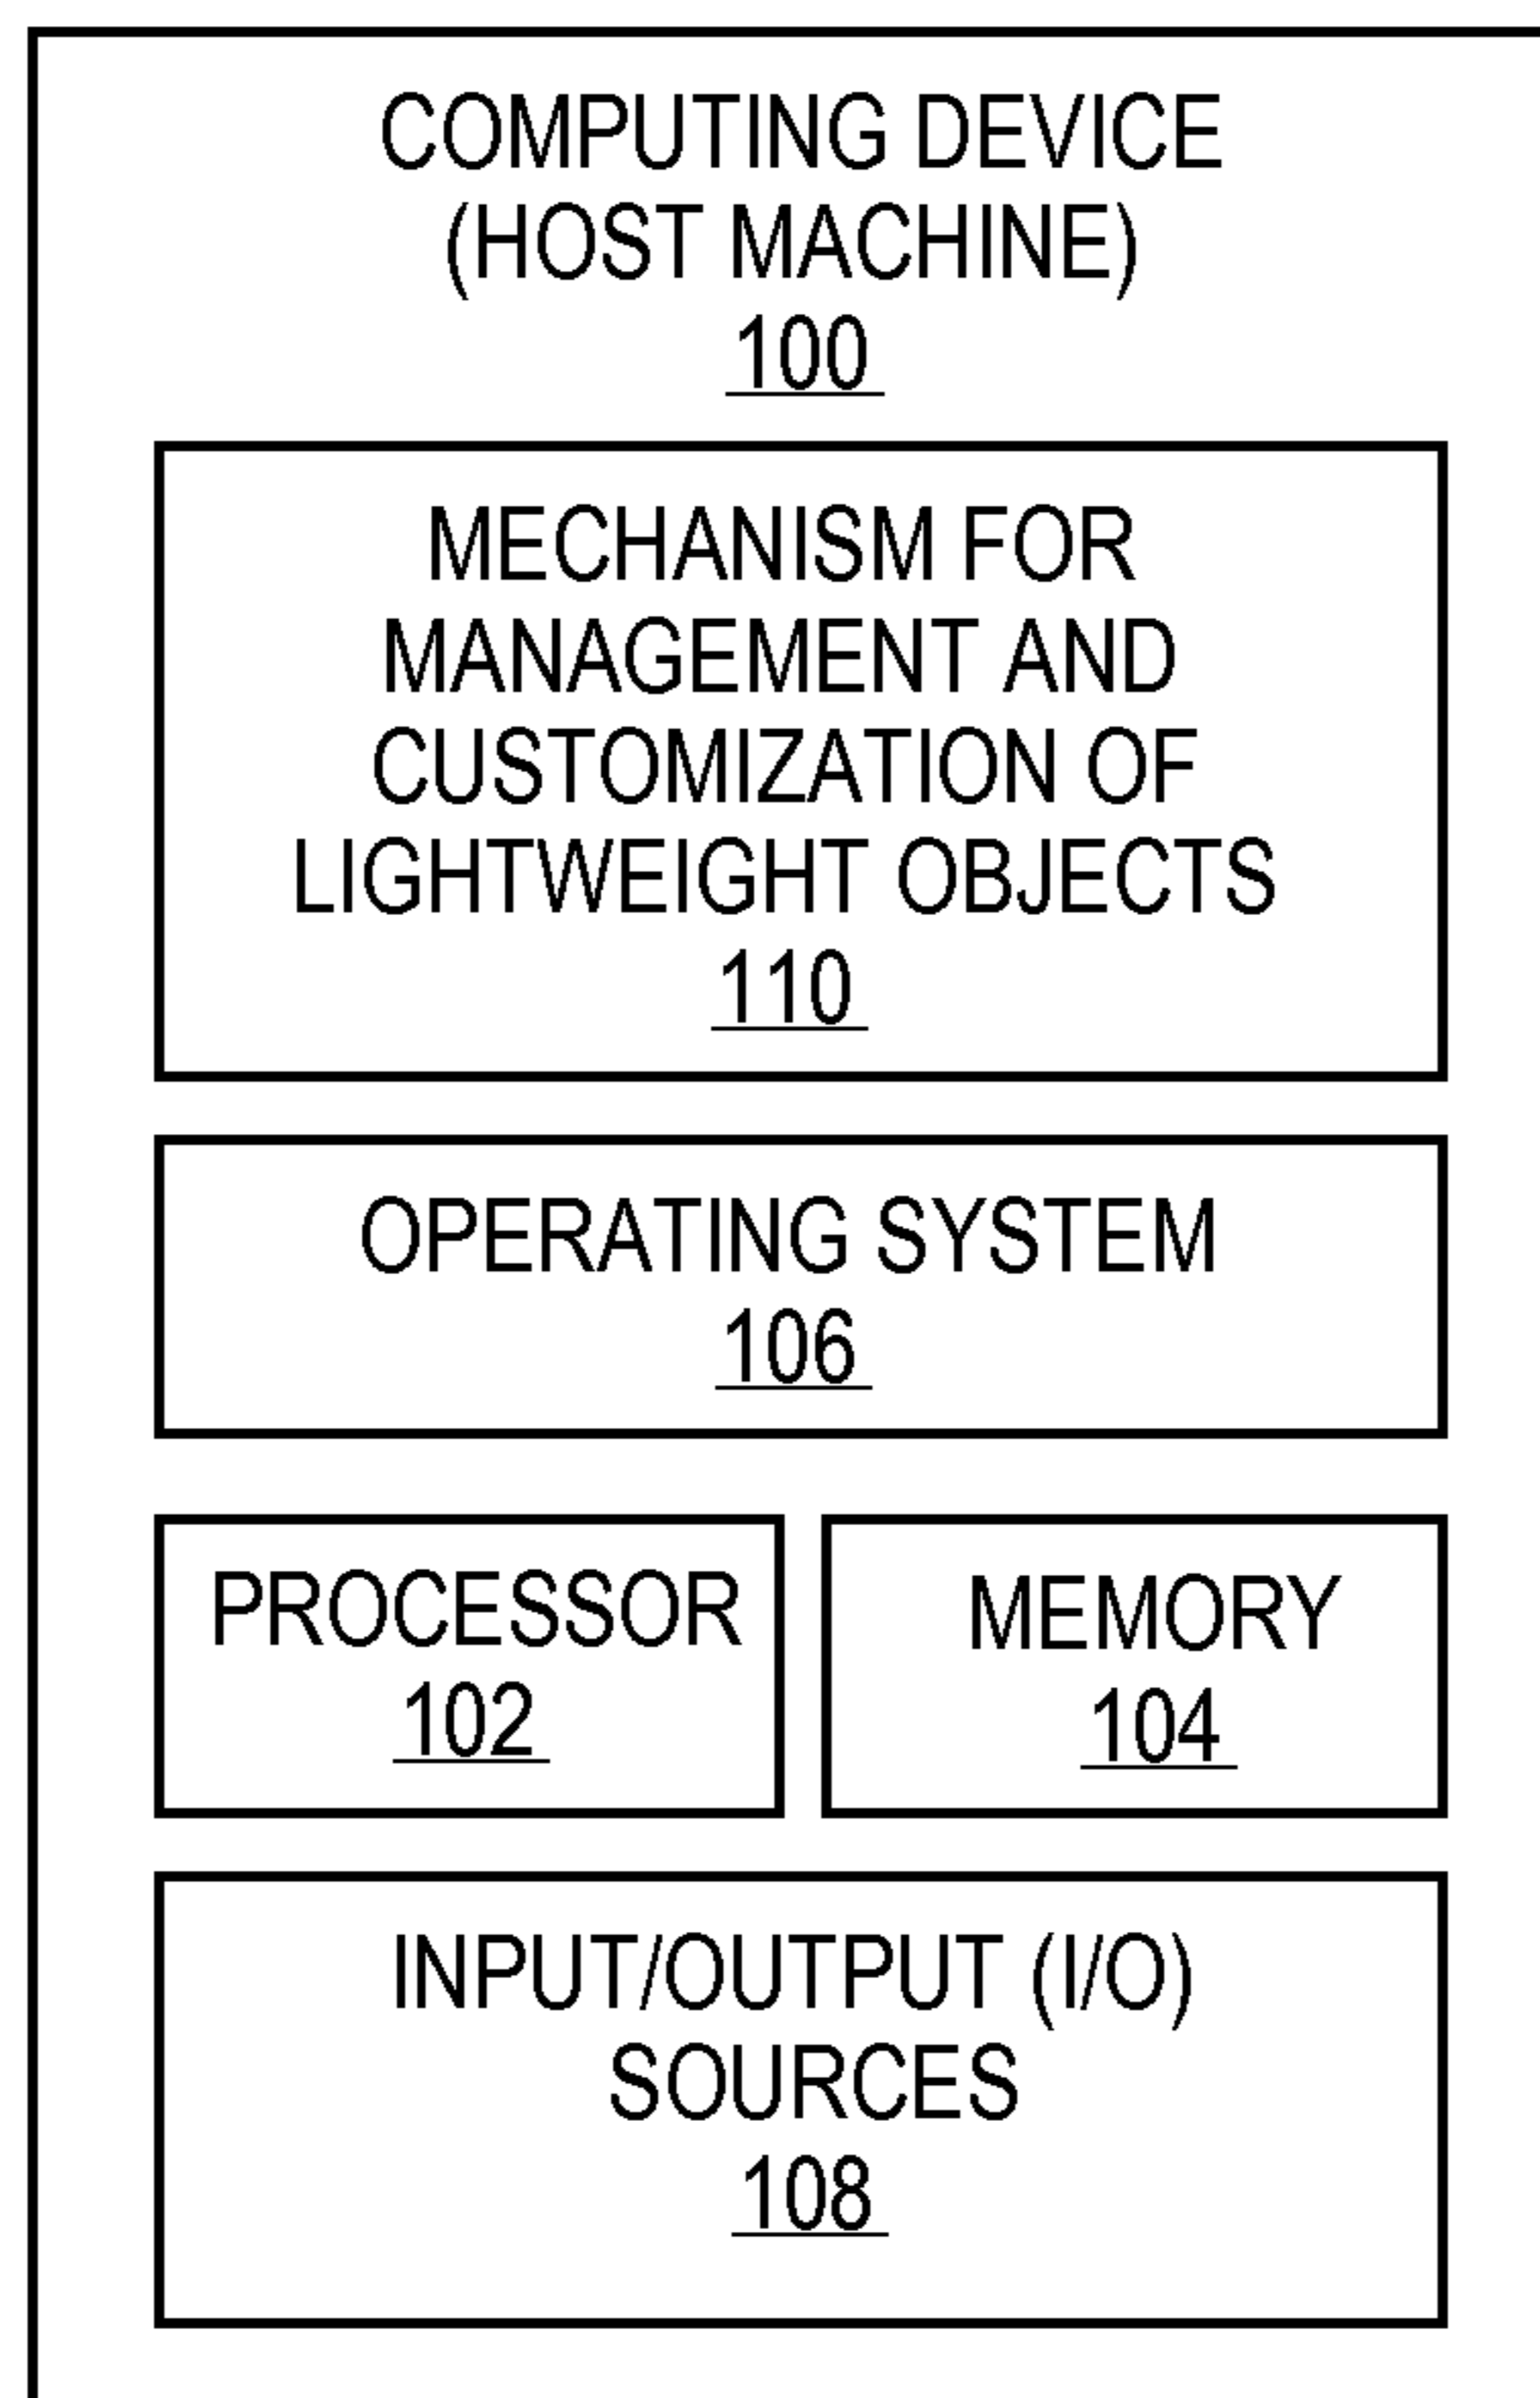 COMPUTING DEVICE
(HOST MACHINE)
100
MECHANISM FOR
MANAGEMENT AND
CUSTOMIZATION OF
LIGHTWEIGHT OBJECTS
110
OPERATING SYSTEM
106
PROCESSOR
102
MEMORY
104
INPUT/OUTPUT (I/O)
SOURCES
108